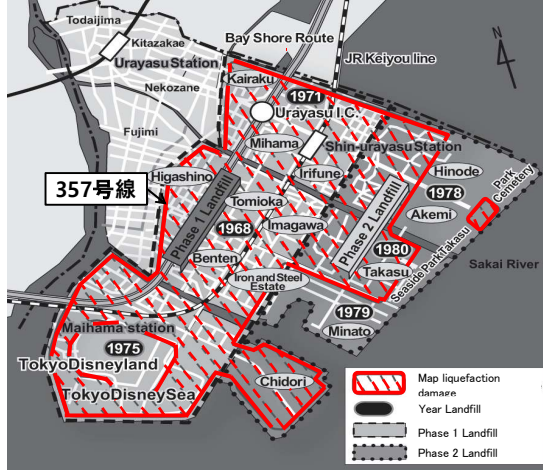 Todaijima
Kitazakae
Bay Shore Route
Urayasu Station
JR Keiyou line
N
Kairaku
Nekozane
1971
Urayasu I.C.
Fujimi
Mihama
Shin-urayasu Station
Higashino
Irifune
Hinode
357号線
1978
Park
Cemetery
Tomioka
Phase 1 Landfill
Phase 2 Landfill
Akemi
1968
Imagawa
1980
Benten
Takasu
Seaside Park Takasu
Sakai River
Iron and Steel
Estate
1979
Maihama station
Minato
1975
TokyoDisneyland
TokyoDisneySea
Chidori
Map liquefaction
damage
Year Landfill
Phase 1 Landfill
Phase 2 Landfill